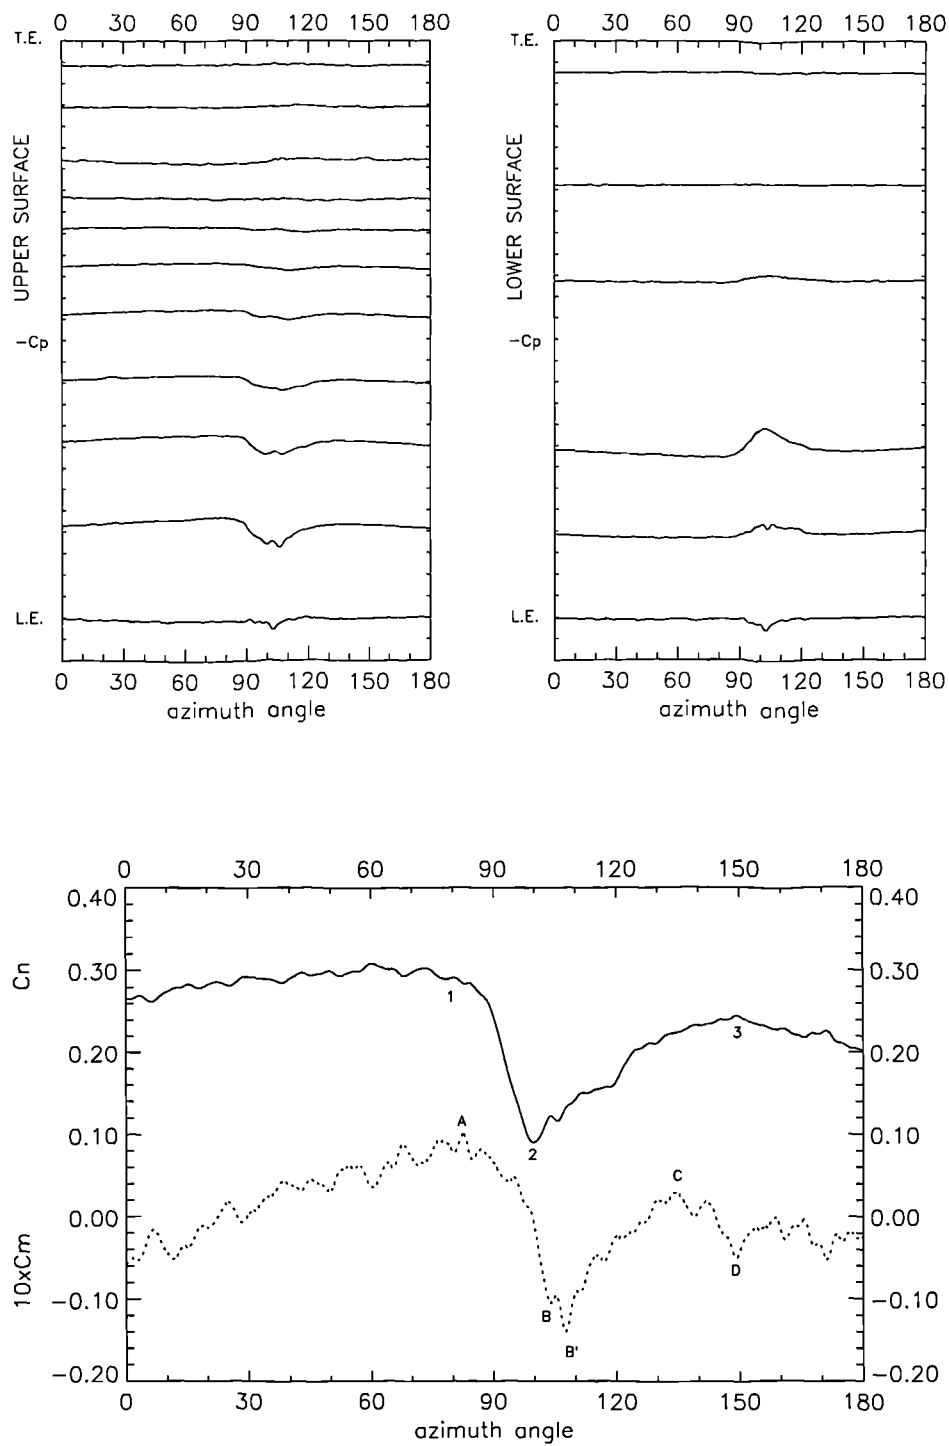 0 30 60 90 120 150 180
0 30 60 90 120 150 180
T.E.
T.E.
UPPER SURFACE
LOWER SURFACE
-Cp
-Cp
L.E.
L.E.
0 30 60 90 120 150 180
0 30 60 90 120 150 180
azimuth angle
azimuth angle
0 30 60 90 120 150 180
0.40 0.40
Cn
0.30 0.30
1
3
0.20 0.20
A
0.10 0.10
2
C
0.00 0.00
D
10xCm
-0.10 -0.10
B
B'
-0.20 -0.20
0 30 60 90 120 150 180
azimuth angle